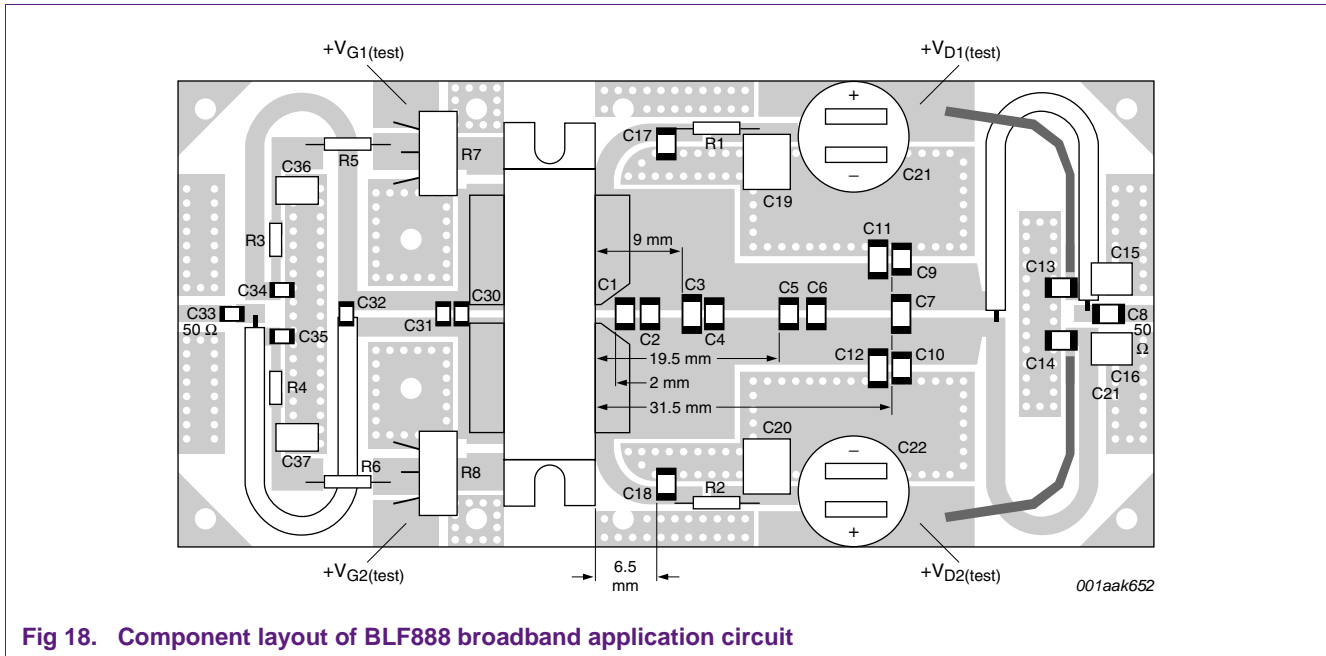 +VG1(test)
+VD1(test)
C17
R1
+
−
C21
R5
R7
C36
C19
R3
9 mm
C11
C9
C15
C13
C34
C1
C3
C5
C6
C7
C33
50 Ω
C32
C31
C30
C8
50
Ω
C35
C2
C4
C14
C12
C10
C16
C21
19.5 mm
R4
2 mm
31.5 mm
C37
C20
C22
R6
R8
C18
R2
−
+
+VG2(test)
6.5
mm
+VD2(test)
001aak652
Fig 18. Component layout of BLF888 broadband application circuit